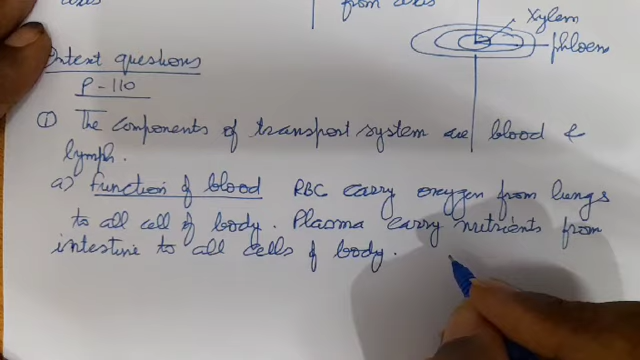 from axis
Xylem
phloem
Intext questions
P - 110
① The components of transport system are blood &
lymph.
a) Function of blood RBC carry oxygen from lungs
to all cell of body. Plasma carry nutrients from
intestine to all cells of body.